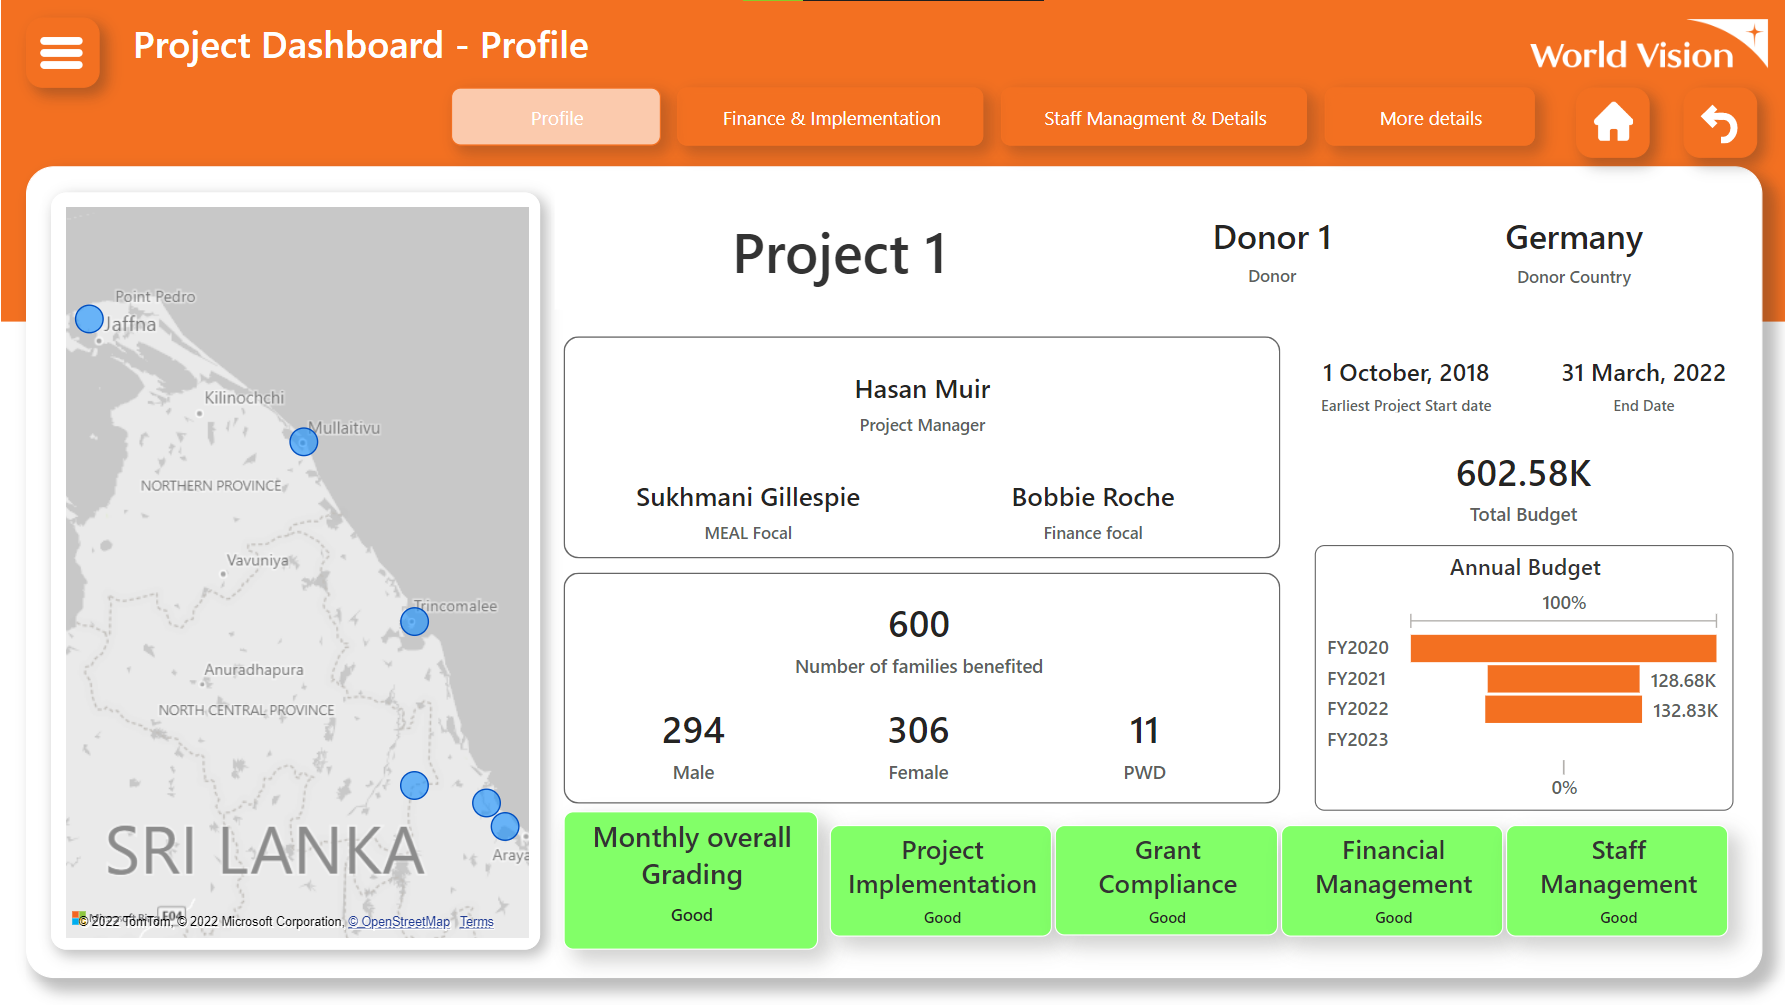 Project Dashboard - Profile
World Vision
Profile
Finance & Implementation
Staff Managment & Details
More details
Point Pedro
Jaffna
Kilinochchi
Mullaitivu
NORTHERN PROVINCE
Vavuniya
Trincomalee
Anuradhapura
NORTH CENTRAL PROVINCE
SRI LANKA
Araya
E04
© 2022 TomTom, © 2022 Microsoft Corporation, © OpenStreetMap Terms
Project 1
Donor 1
Donor
Germany
Donor Country
Hasan Muir
Project Manager
Sukhmani Gillespie
MEAL Focal
Bobbie Roche
Finance focal
1 October, 2018
Earliest Project Start date
31 March, 2022
End Date
602.58K
Total Budget
600
Number of families benefited
294
Male
306
Female
11
PWD
Annual Budget
100%
FY2020
FY2021 128.68K
FY2022 132.83K
FY2023
0%
Monthly overall
Grading
Good
Project
Implementation
Good
Grant
Compliance
Good
Financial
Management
Good
Staff
Management
Good